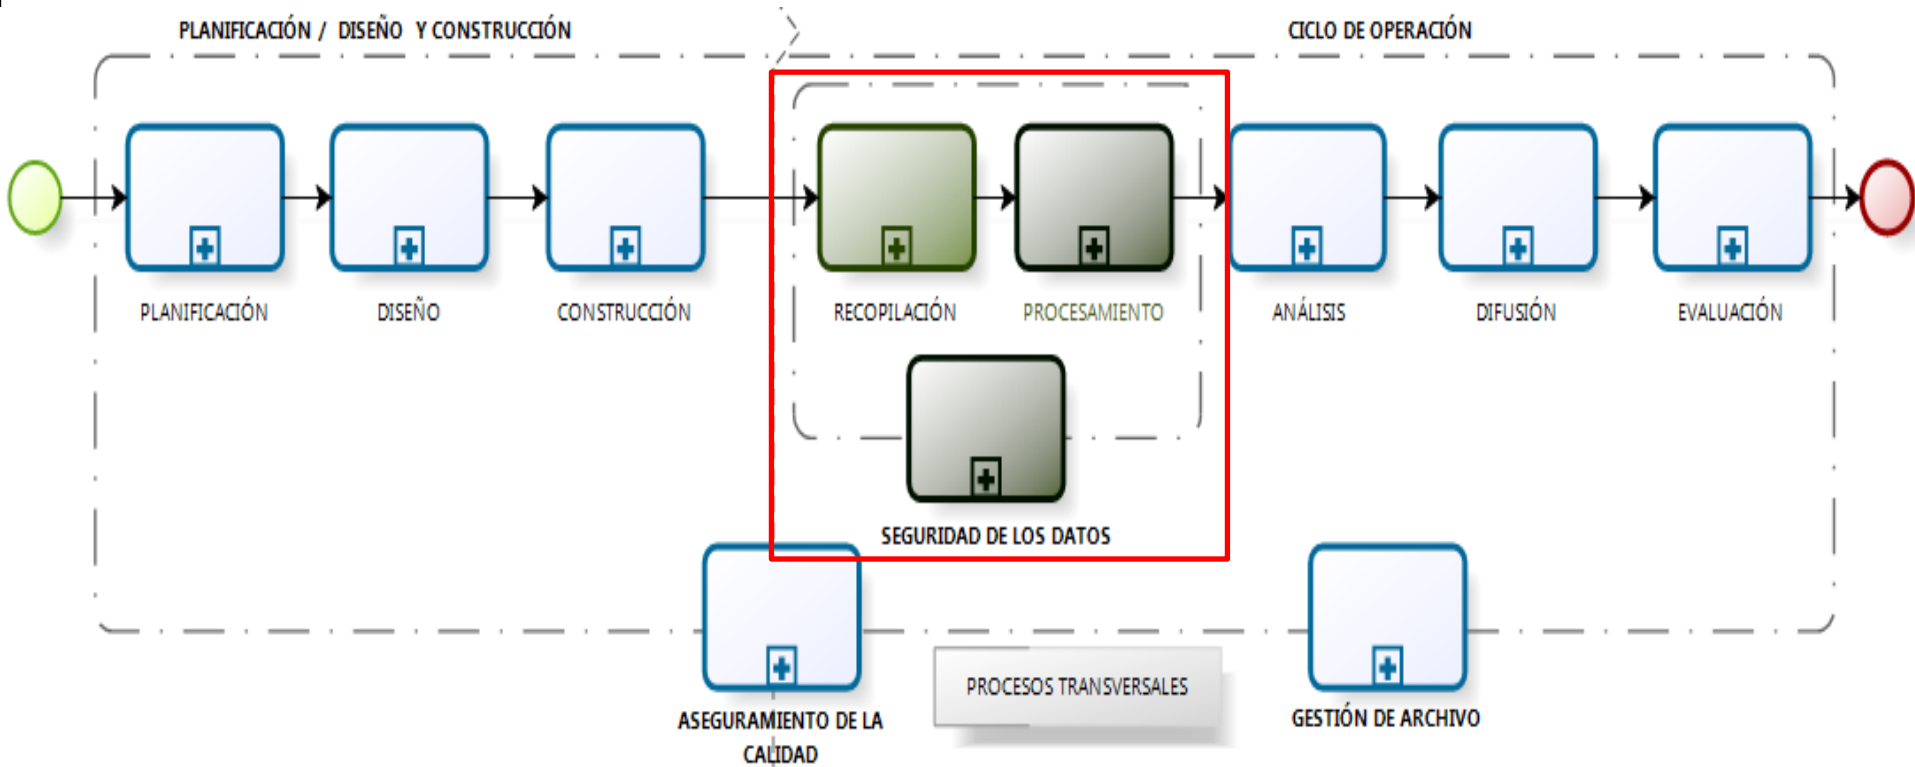 PLANIFICACIÓN / DISEÑO Y CONSTRUCCIÓN
CICLO DE OPERACIÓN
PLANIFICACIÓN
DISEÑO
CONSTRUCCIÓN
RECOPILACIÓN
PROCESAMIENTO
ANÁLISIS
DIFUSIÓN
EVALUACIÓN
SEGURIDAD DE LOS DATOS
PROCESOS TRANSVERSALES
ASEGURAMIENTO DE LA
CALIDAD
GESTIÓN DE ARCHIVO